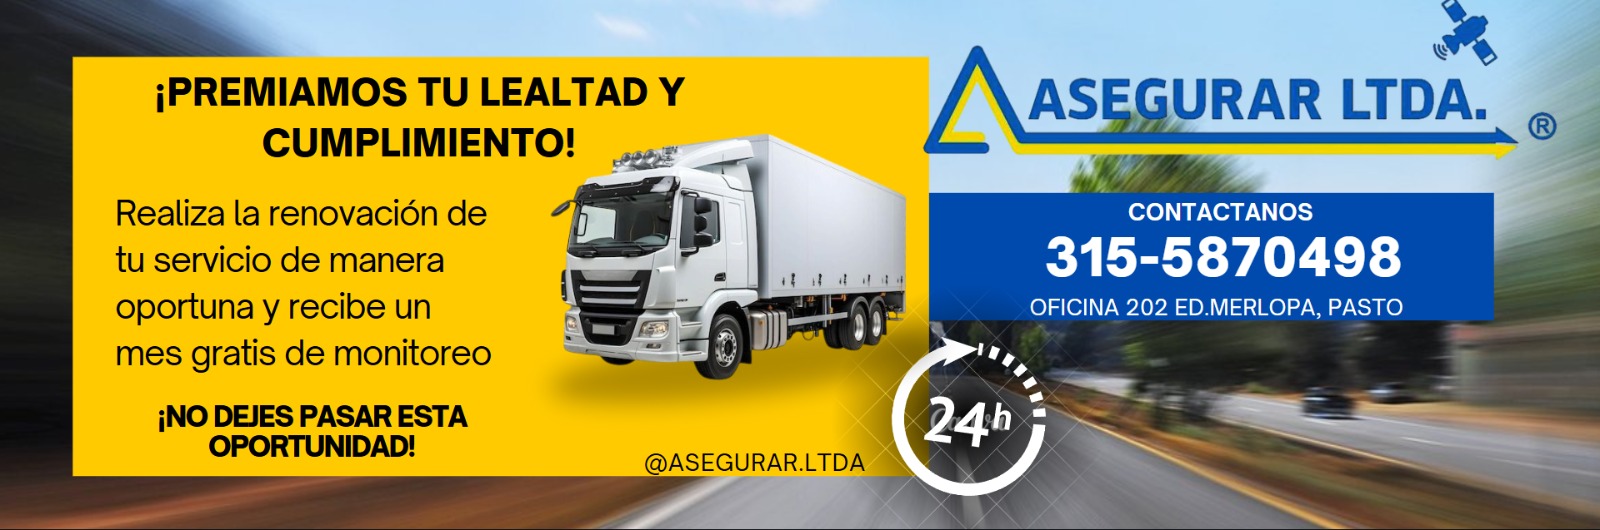 ¡PREMIAMOS TU LEALTAD Y
CUMPLIMIENTO!
Realiza la renovación de
tu servicio de manera
oportuna y recibe un
mes gratis de monitoreo
¡NO DEJES PASAR ESTA
OPORTUNIDAD!
@ASEGURAR.LTDA
ASEGURAR LTDA.
®
CONTACTANOS
315-5870498
OFICINA 202 ED.MERLOPA, PASTO
24h